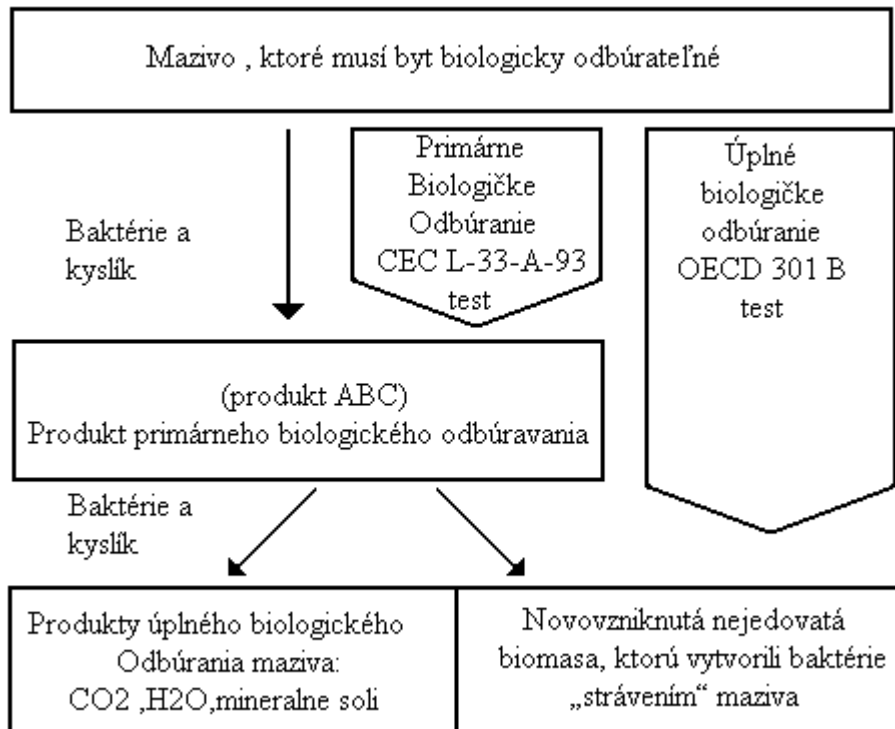 Mazivo , ktoré musí byt biologicky odbúrateľné
Baktérie a
kyslík
Primárne
Biologičke
Odbúranie
CEC L-33-A-93
test
Úplné
biologičke
odbúranie
OECD 301 B
test
(produkt ABC)
Produkt primárneho biologického odbúravania
Baktérie a
kyslík
Produkty úplného biologického
Odbúrania maziva:
CO2 ,H2O,mineralne soli
Novovzniknutá nejedovatá
biomasa, ktorú vytvorili baktérie
„strávením“ maziva